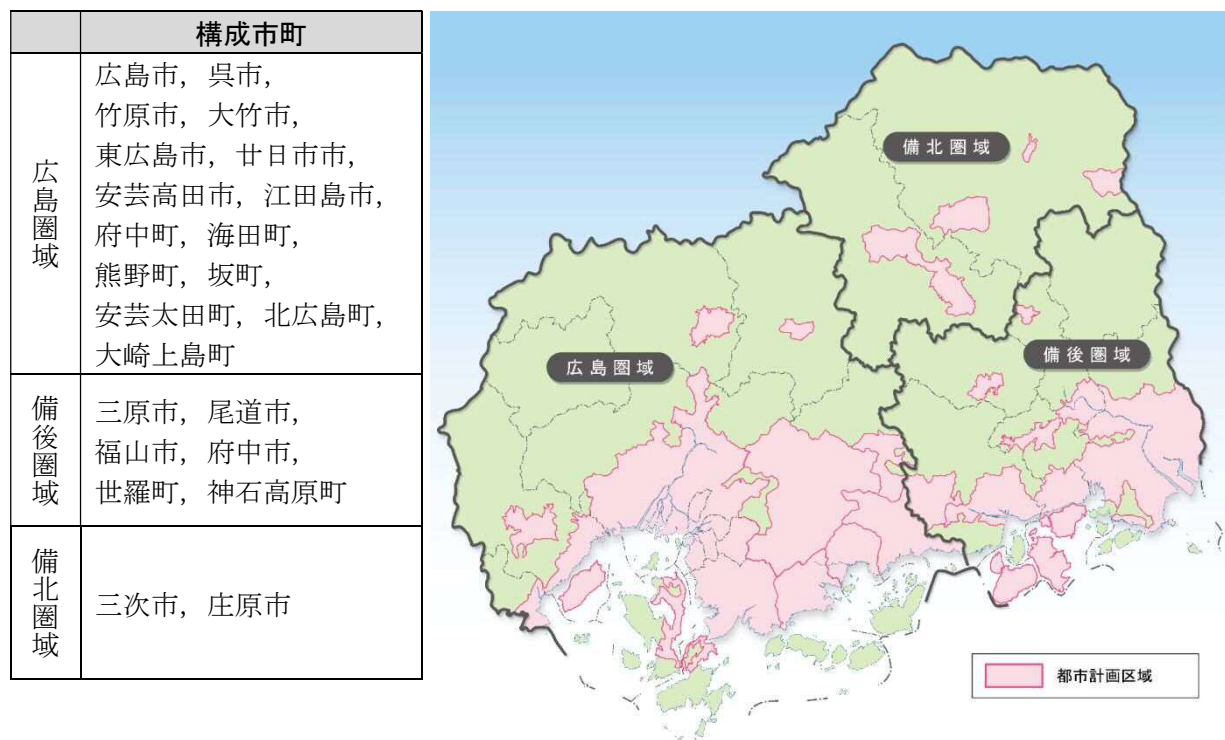 構成市町
広島圏域
広島市，呉市，
竹原市，大竹市，
東広島市，廿日市市，
安芸高田市，江田島市，
府中町，海田町，
熊野町，坂町，
安芸太田町，北広島町，
大崎上島町
備後圏域
三原市，尾道市，
福山市，府中市，
世羅町，神石高原町
備北圏域
三次市，庄原市
備北圏域
広島圏域
備後圏域
都市計画区域